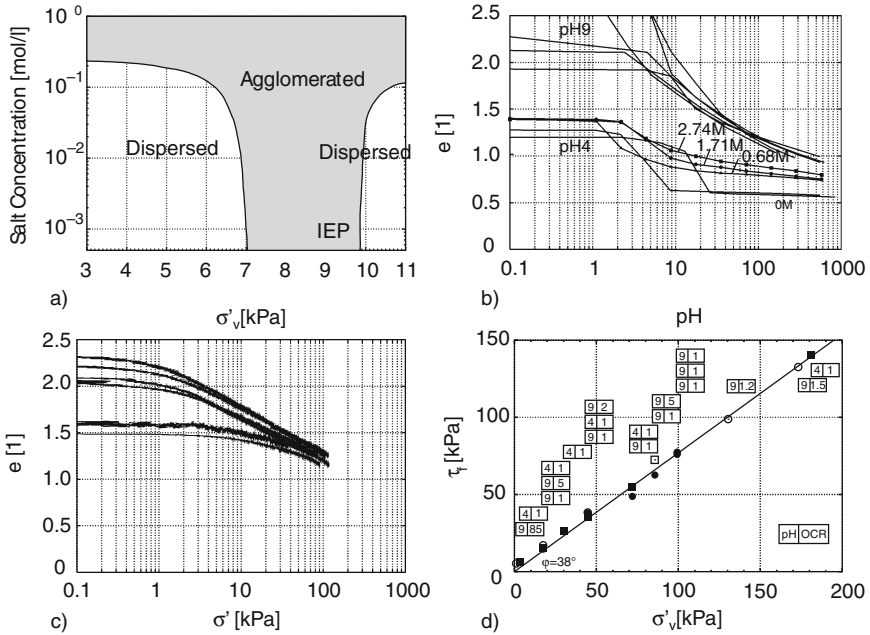 Salt Concentration [mol/l]
10⁰
10⁻¹
10⁻²
10⁻³
Agglomerated
Dispersed
Dispersed
IEP
3 4 5 6 7 8 9 10 11
a)
σ'v[kPa]
e [1]
2.5
2.0
1.5
1.0
0.5
0
pH9
pH4
2.74M
1.71M
0.68M
0M
0.1 1 10 100 1000
b)
pH
e [1]
2.5
2.0
1.5
1.0
0.5
0
0.1 1 10 100 1000
c)
σ' [kPa]
τf [kPa]
150
100
50
0
9 1
4 1
9 1
9 1
9 1.2
4 1
9 1.5
9 2
4 1
9 1
9 5
9 1
4 1
9 1
4 1
4 1
9 5
9 1
4 1
9 85
φ=38°
pH OCR
0 50 100 150 200
d)
σ'v[kPa]